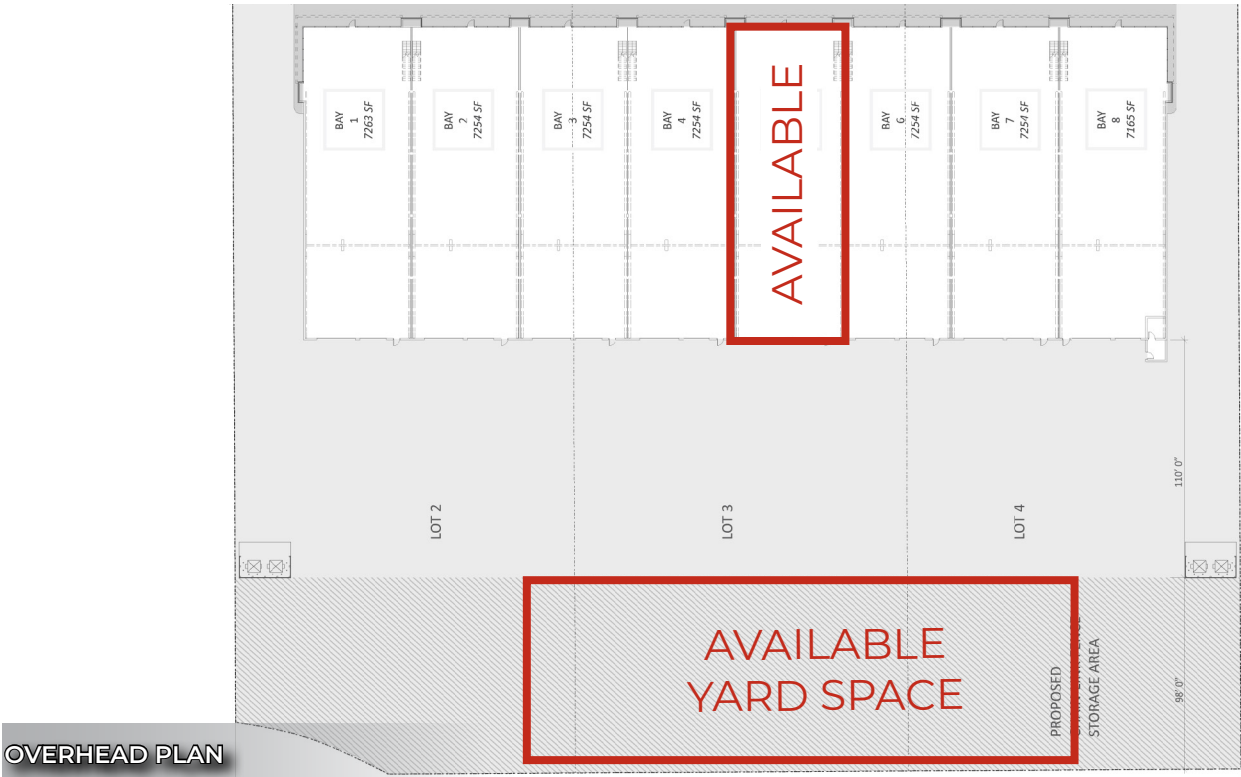 BAY
1
7263 SF
BAY
2
7254 SF
BAY
3
7254 SF
BAY
4
7254 SF
AVAILABLE
BAY
6
7254 SF
BAY
7
7254 SF
BAY
8
7165 SF
110' 0"
LOT 2
LOT 3
LOT 4
AVAILABLE
YARD SPACE
PROPOSED
STORAGE AREA
98' 0"
OVERHEAD PLAN